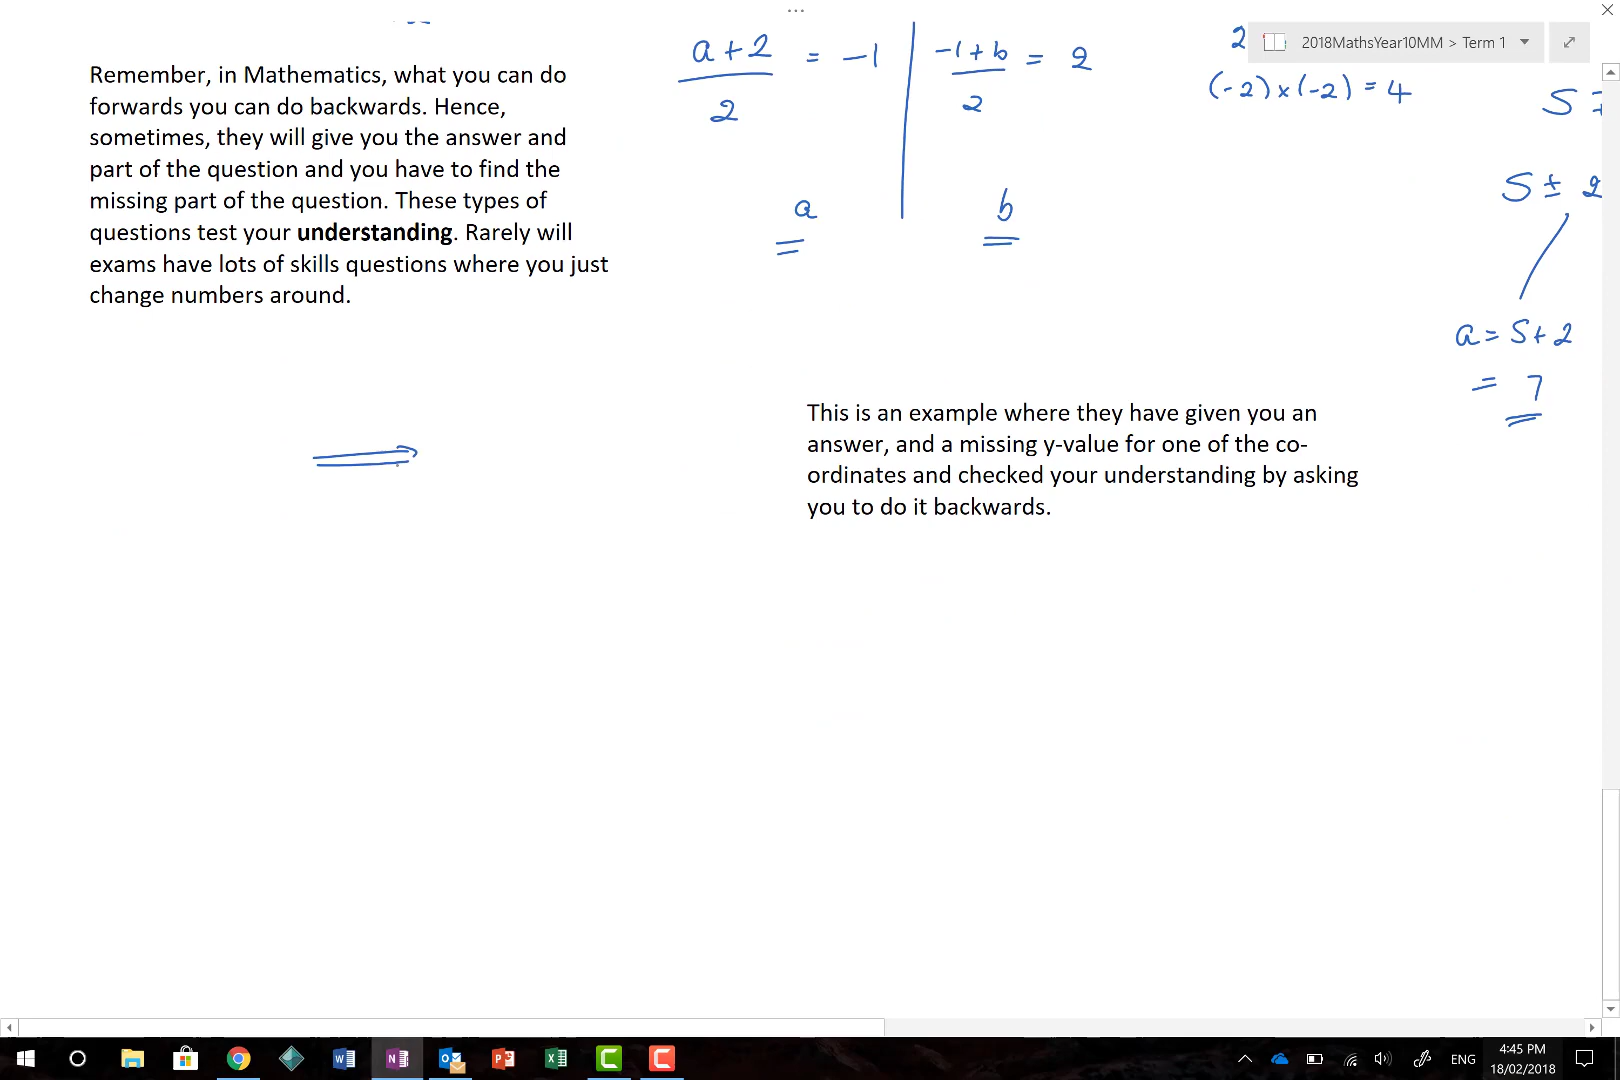 2018MathsYear10MM > Term 1
a + 2 = -1
2
-1 + b = 2
2
a
=
b
2
(-2) x (-2) = 4
5 ± 2
a = 5 + 2
= 7
Remember, in Mathematics, what you can do
forwards you can do backwards. Hence,
sometimes, they will give you the answer and
part of the question and you have to find the
missing part of the question. These types of
questions test your understanding. Rarely will
exams have lots of skills questions where you just
change numbers around.
This is an example where they have given you an
answer, and a missing y-value for one of the co-
ordinates and checked your understanding by asking
you to do it backwards.
ENG
4:45 PM
18/02/2018